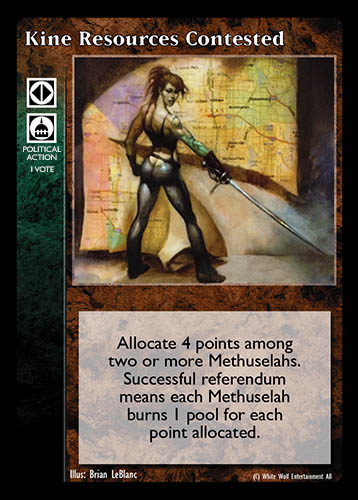 Kine Resources Contested
POLITICAL
ACTION
1 VOTE
Allocate 4 points among
two or more Methuselahs.
Successful referendum
means each Methuselah
burns 1 pool for each
point allocated.
Illus: Brian LeBlanc
(C) White Wolf Entertainment AB